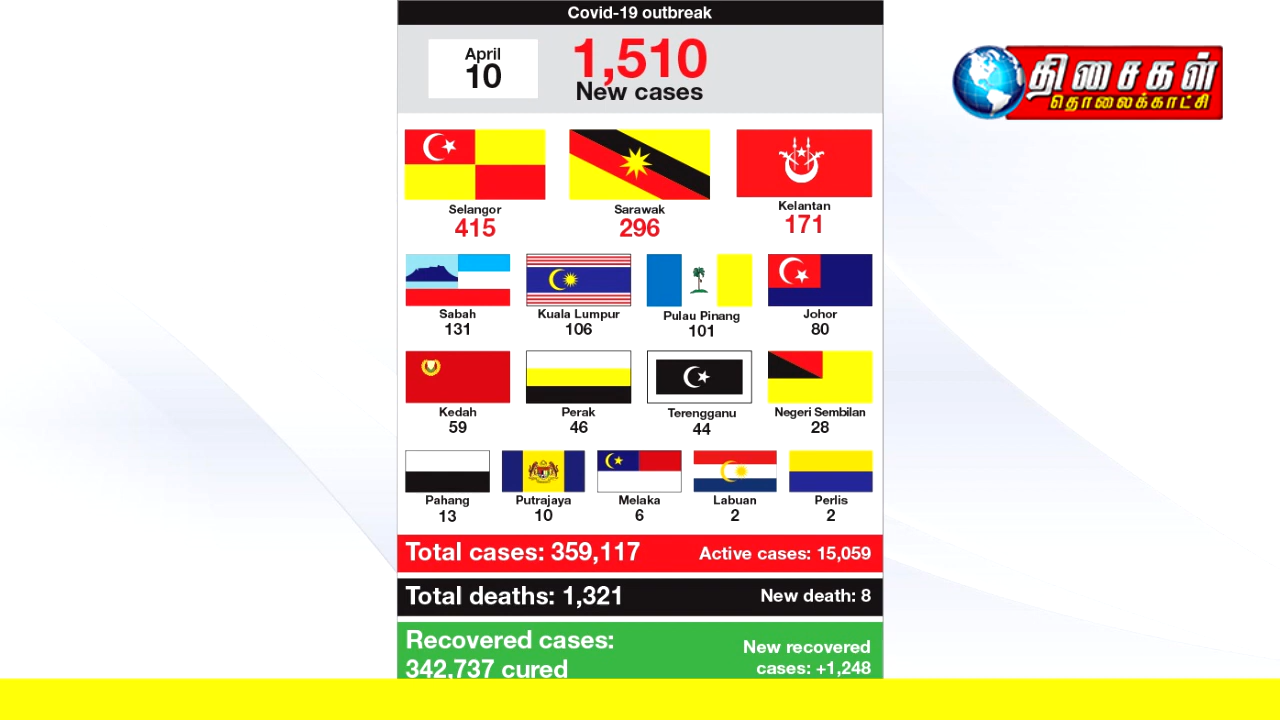 Covid-19 outbreak
April
10
1,510
New cases
திசைகள்
தொலைக்காட்சி
Selangor
415
Sarawak
296
Kelantan
171
Sabah
131
Kuala Lumpur
106
Pulau Pinang
101
Johor
80
Kedah
59
Perak
46
Terengganu
44
Negeri Sembilan
28
Pahang
13
Putrajaya
10
Melaka
6
Labuan
2
Perlis
2
Total cases: 359,117
Active cases: 15,059
Total deaths: 1,321
New death: 8
Recovered cases:
342,737 cured
New recovered
cases: +1,248